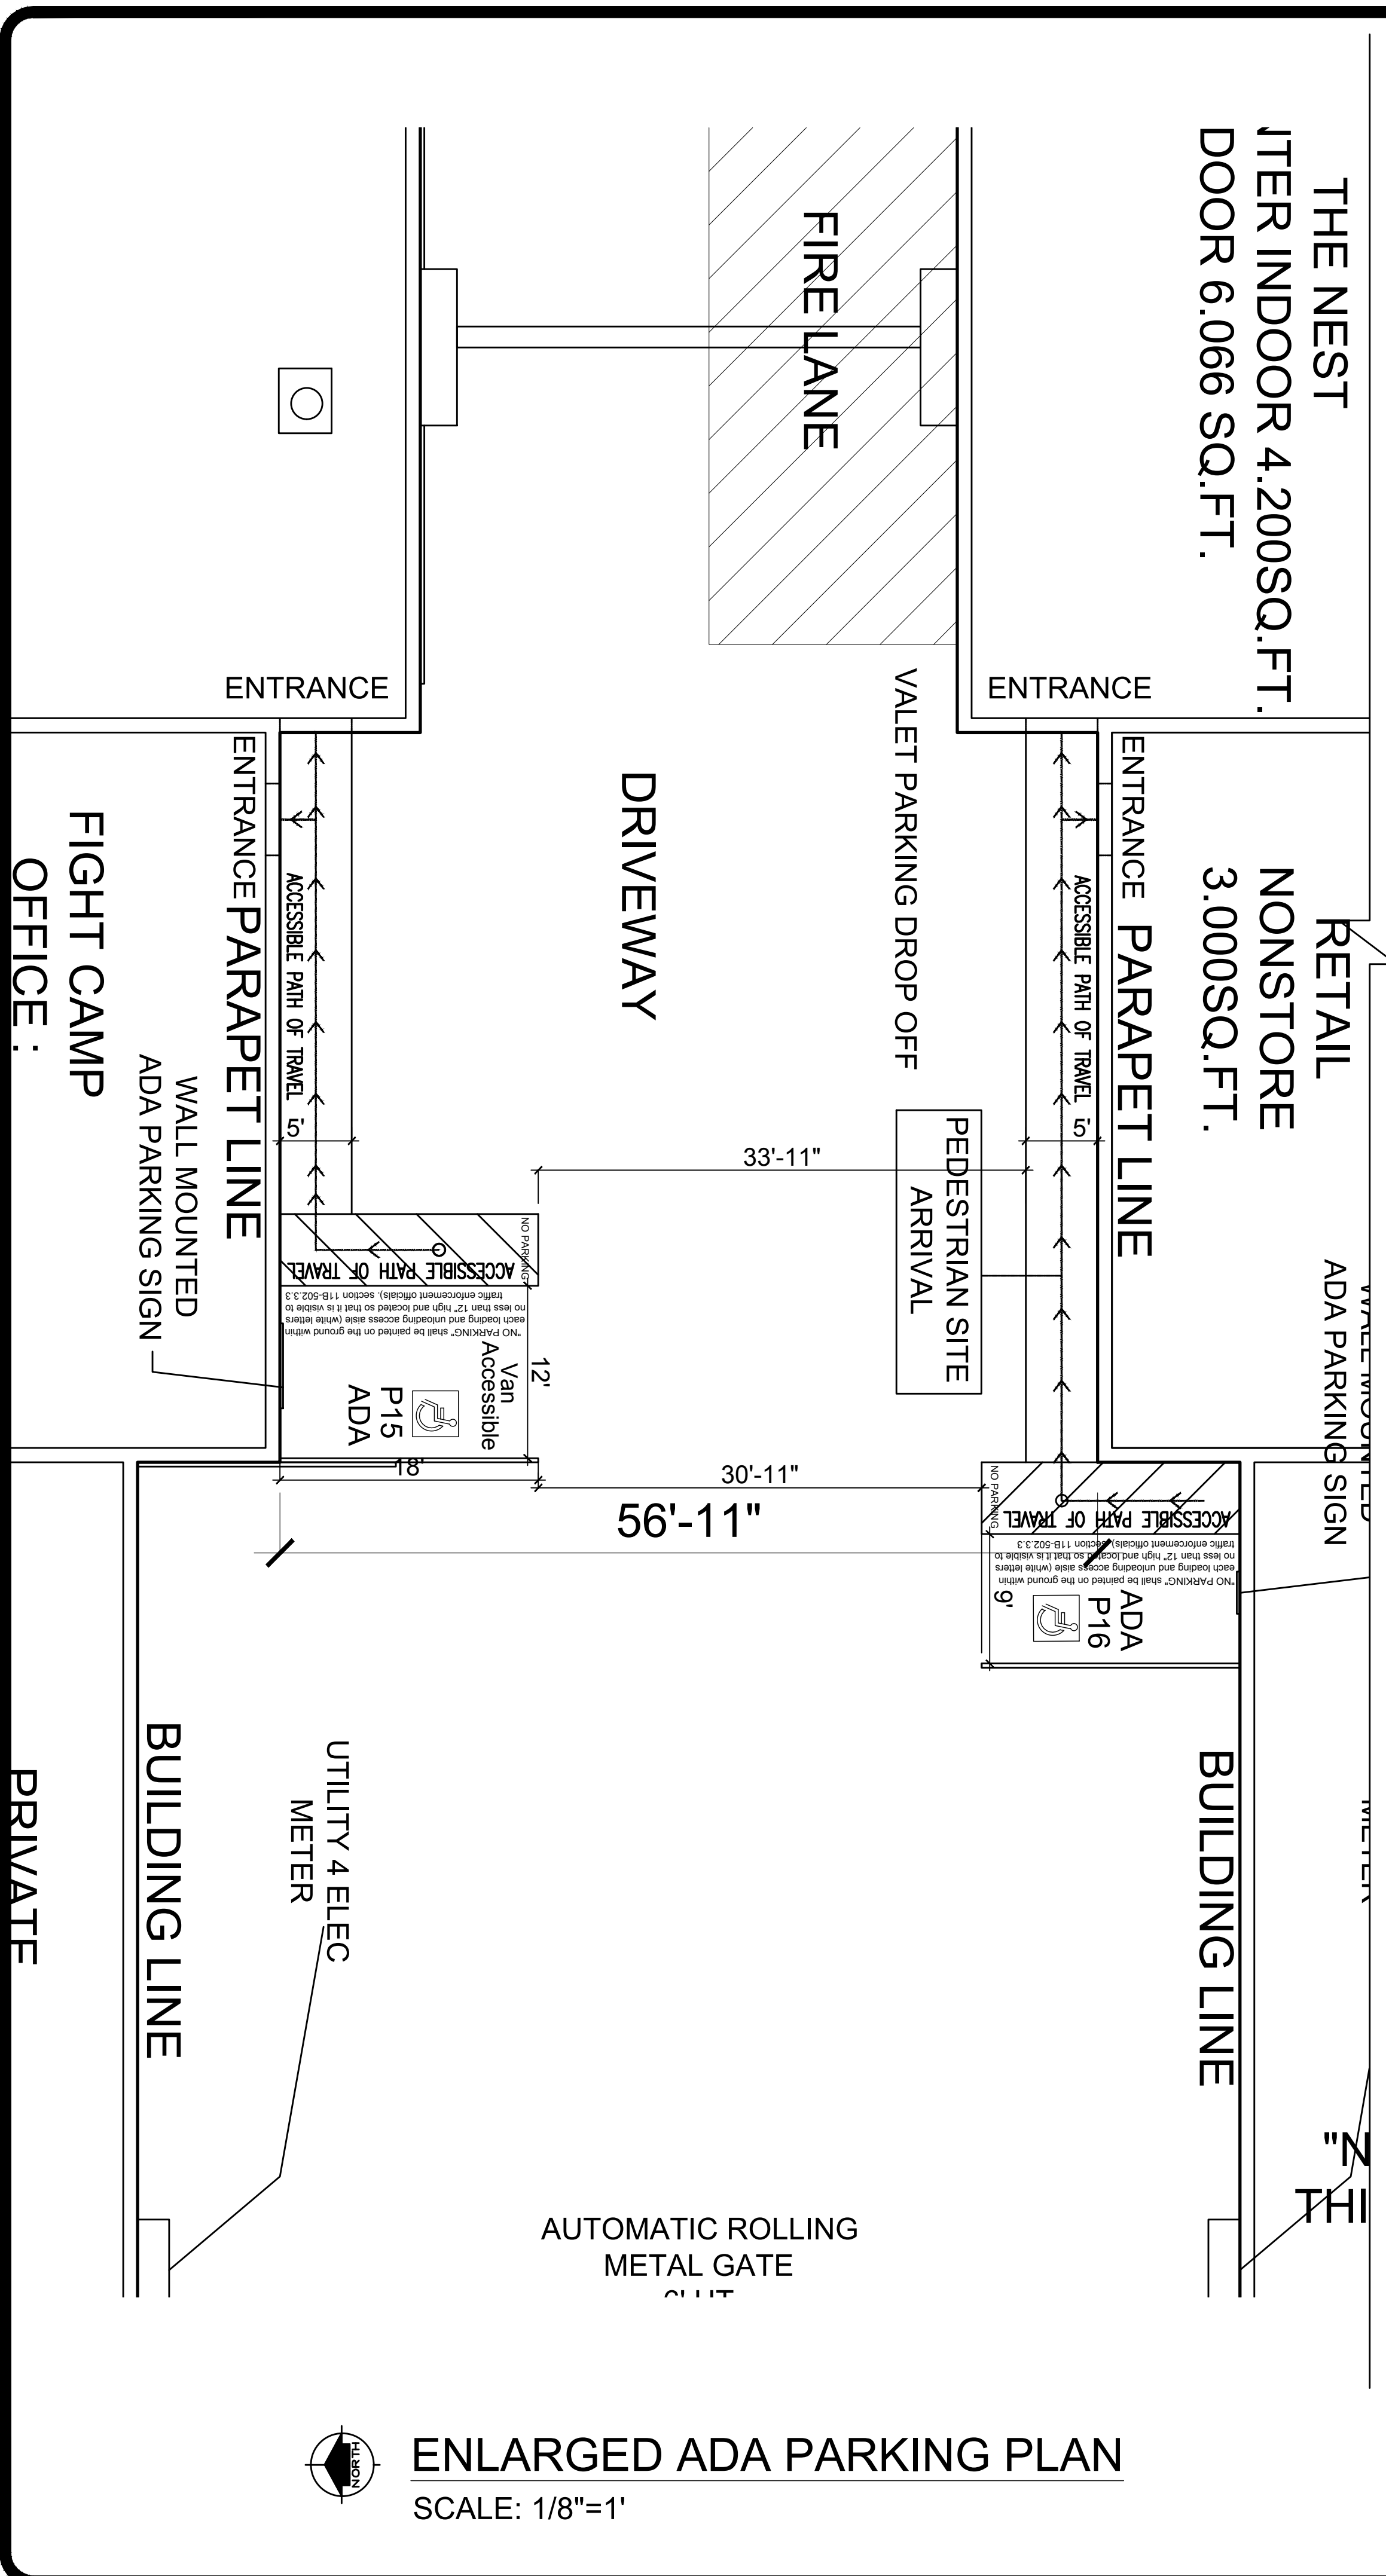 THE NEST
NTER INDOOR 4.200SQ.FT.
DOOR 6.066 SQ.FT.
FIRE LANE
ENTRANCE
ENTRANCE
VALET PARKING DROP OFF
DRIVEWAY
ENTRANCE
ENTRANCE
PARAPET LINE
PARAPET LINE
ACCESSIBLE PATH OF TRAVEL
ACCESSIBLE PATH OF TRAVEL
FIGHT CAMP
OFFICE :
RETAIL
NONSTORE
3.000SQ.FT.
WALL MOUNTED
ADA PARKING SIGN
5'
5'
33'-11"
PEDESTRIAN SITE
ARRIVAL
NO PARKING
ACCESSIBLE PATH OF TRAVEL
"NO PARKING" shall be painted on the ground within
each loading and unloading access aisle (white letters
no less than 12" high and located so that it is visible to
traffic enforcement officials). section 11B-502.3.3
12'
Van
Accessible
P15
ADA
18'
30'-11"
56'-11"
WALL MOUNTED
ADA PARKING SIGN
NO PARKING
ACCESSIBLE PATH OF TRAVEL
"NO PARKING" shall be painted on the ground within
each loading and unloading access aisle (white letters
no less than 12" high and located so that it is visible to
traffic enforcement officials). section 11B-502.3.3
9'
ADA
P16
BUILDING LINE
BUILDING LINE
UTILITY 4 ELEC
METER
METER
PRIVATE
"N
THI
AUTOMATIC ROLLING
METAL GATE
6' HT
NORTH
ENLARGED ADA PARKING PLAN
SCALE: 1/8"=1'